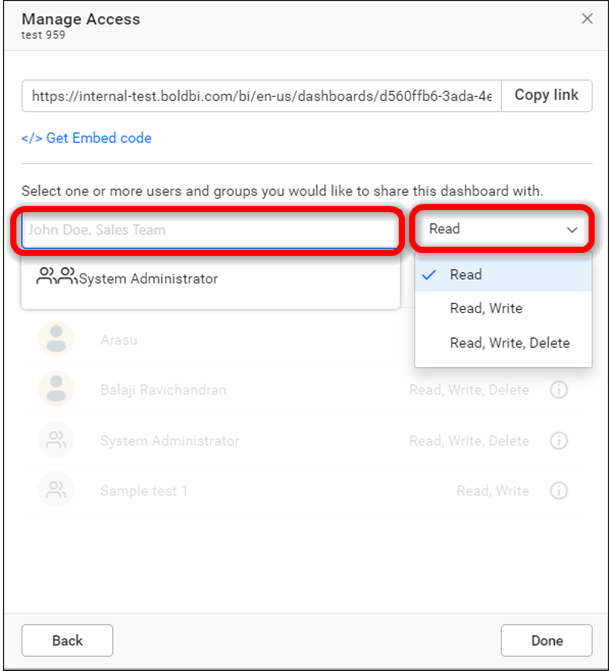 Manage Access
test 959
https://internal-test.boldbi.com/bi/en-us/dashboards/d560ffb6-3ada-4e
Copy link
</> Get Embed code
Select one or more users and groups you would like to share this dashboard with.
John Doe, Sales Team
Read
System Administrator
Read
Read, Write
Read, Write, Delete
Arasu
Balaji Ravichandran
Read, Write, Delete
System Administrator
Read, Write, Delete
Sample test 1
Read, Write
Back
Done